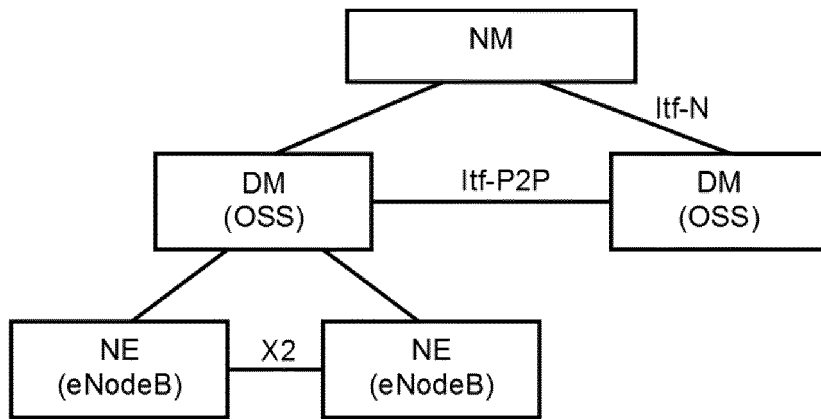 NM
Itf-N
DM
(OSS)
Itf-P2P
DM
(OSS)
NE
(eNodeB)
X2
NE
(eNodeB)